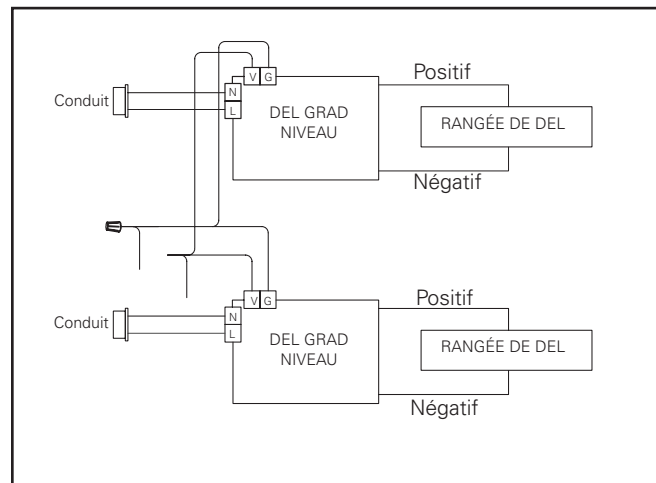 Positif
V G
Conduit
N
L
DEL GRAD
NIVEAU
RANGÉE DE DEL
Négatif
Positif
V G
Conduit
N
L
DEL GRAD
NIVEAU
RANGÉE DE DEL
Négatif